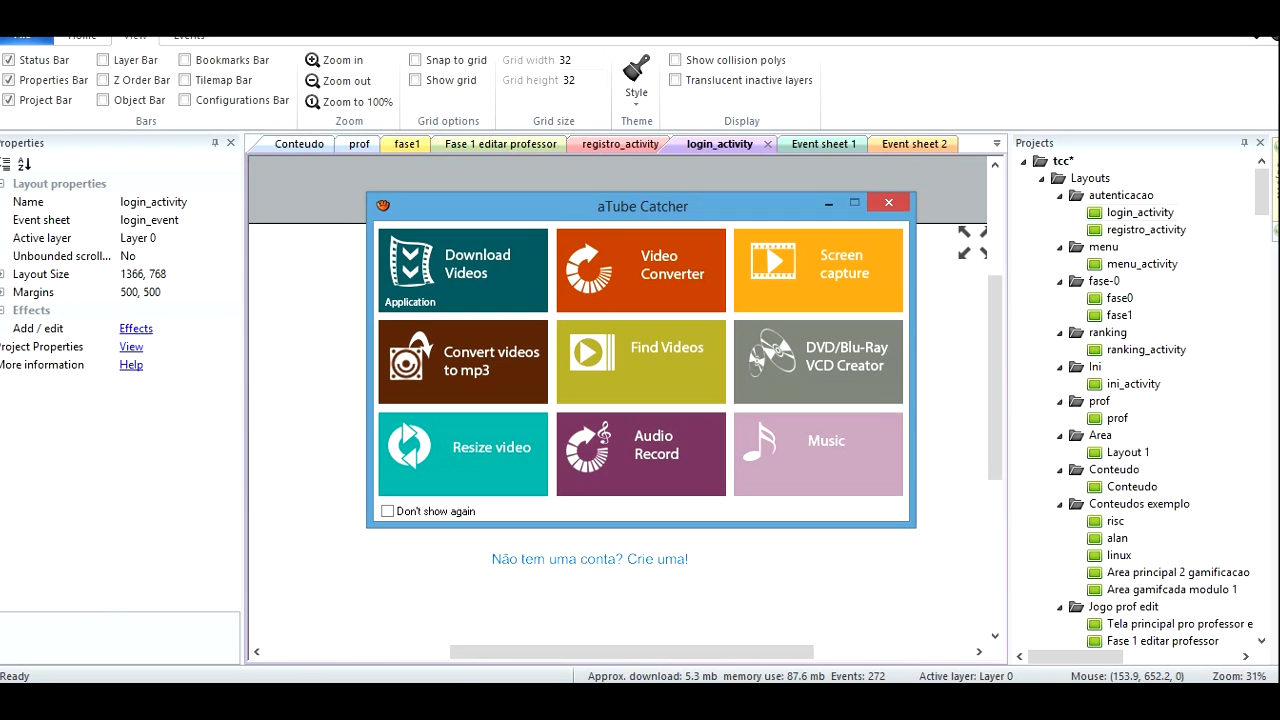 Status Bar
Layer Bar
Bookmarks Bar
Zoom in
Snap to grid
Grid width 32
Show collision polys
Properties Bar
Z Order Bar
Tilemap Bar
Zoom out
Show grid
Grid height 32
Translucent inactive layers
Project Bar
Object Bar
Configurations Bar
Zoom to 100%
Style
Bars
Zoom
Grid options
Grid size
Theme
Display
roperties
Conteudo
prof
fase1
Fase 1 editar professor
registro_activity
login_activity
Event sheet 1
Event sheet 2
Projects
Layout properties
Name login_activity
Event sheet login_event
Active layer Layer 0
Unbounded scroll... No
Layout Size 1366, 768
Margins 500, 500
Effects
Add / edit Effects
roject Properties View
More information Help
aTube Catcher
Download
Videos
Application
Video
Converter
Screen
capture
Convert videos
to mp3
Find Videos
DVD/Blu-Ray
VCD Creator
Resize video
Audio
Record
Music
Don't show again
Não tem uma conta? Crie uma!
tcc*
Layouts
autenticacao
login_activity
registro_activity
menu
menu_activity
fase-0
fase0
fase1
ranking
ranking_activity
Ini
ini_activity
prof
prof
Area
Layout 1
Conteudo
Conteudo
Conteudos exemplo
risc
alan
linux
Area principal 2 gamificacao
Area gamifcada modulo 1
Jogo prof edit
Tela principal pro professor e
Fase 1 editar professor
Ready
Approx. download: 5.3 mb
memory use: 87.6 mb
Events: 272
Active layer: Layer 0
Mouse: (153.9, 652.2, 0)
Zoom: 31%